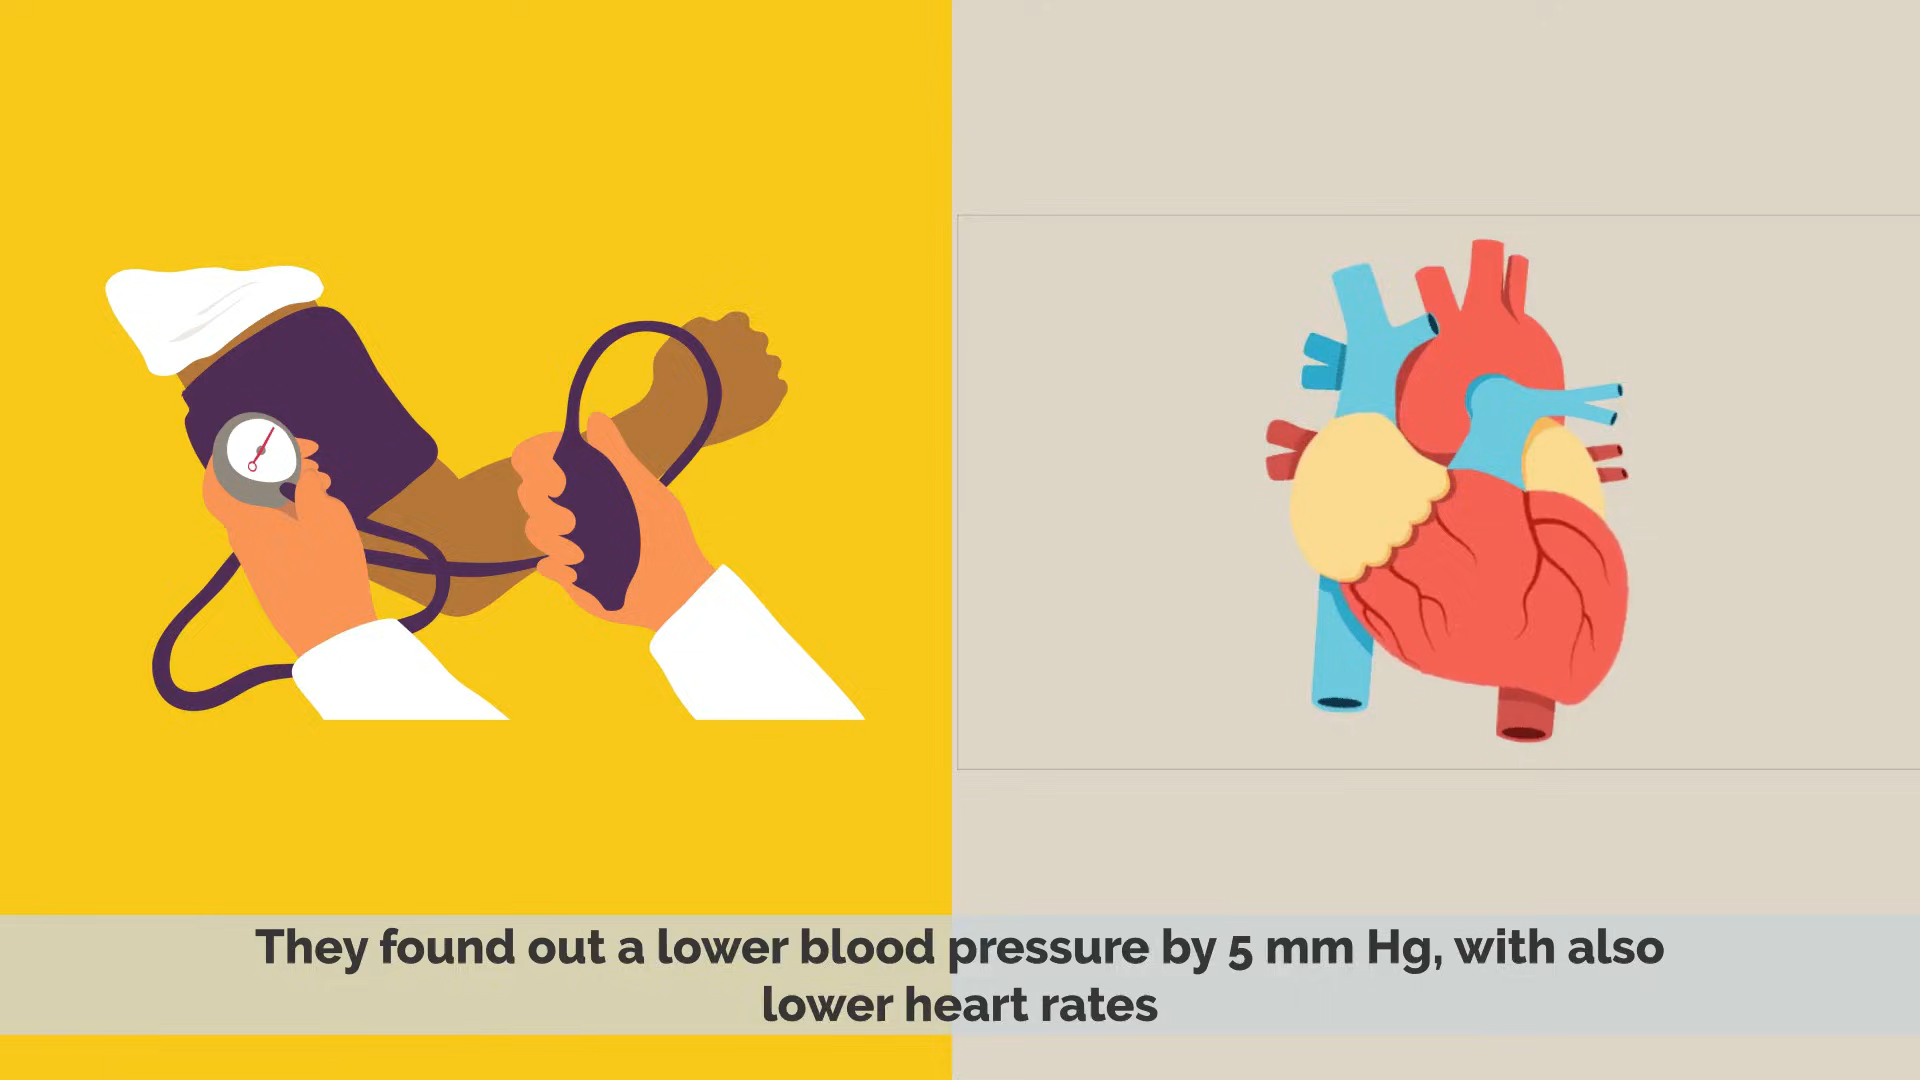 They found out a lower blood pressure by 5 mm Hg, with also
lower heart rates